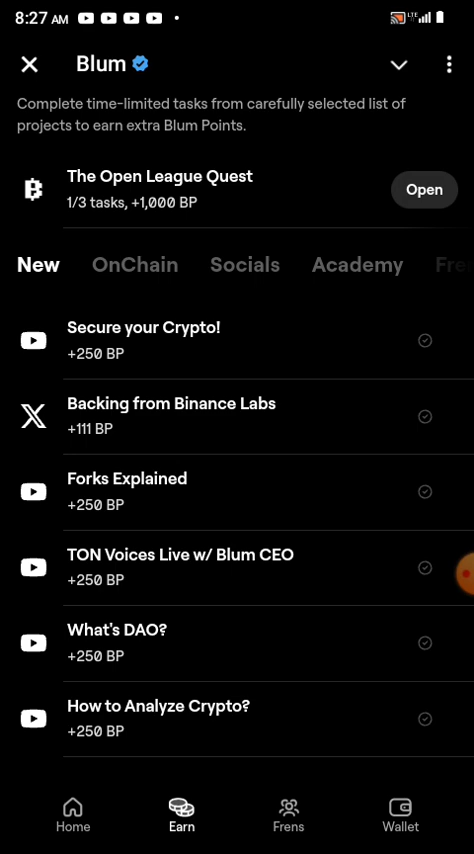 8:27 AM
LTE
Blum
Complete time-limited tasks from carefully selected list of
projects to earn extra Blum Points.
The Open League Quest
1/3 tasks, +1,000 BP
Open
New OnChain Socials Academy Fre
Secure your Crypto!
+250 BP
Backing from Binance Labs
+111 BP
Forks Explained
+250 BP
TON Voices Live w/ Blum CEO
+250 BP
What's DAO?
+250 BP
How to Analyze Crypto?
+250 BP
Home Earn Frens Wallet